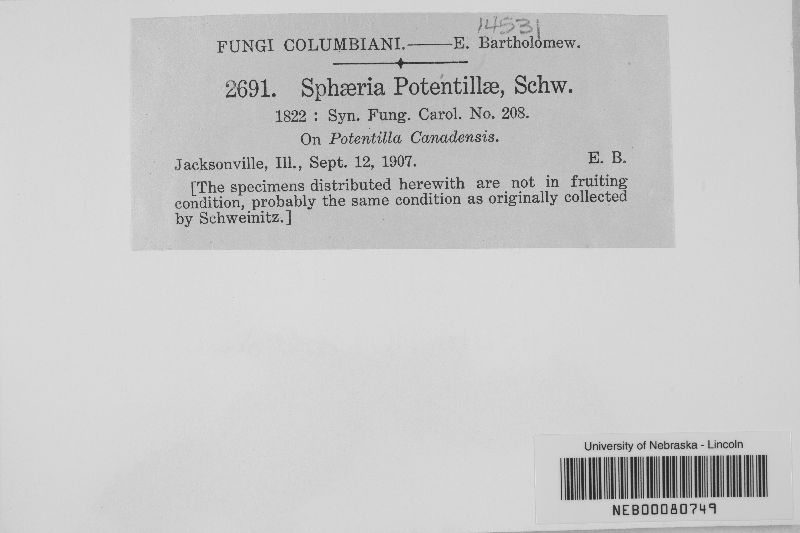 14531
FUNGI COLUMBIANI.——E. Bartholomew.
2691. Sphæria Potentillæ, Schw.
1822 : Syn. Fung. Carol. No. 208.
On Potentilla Canadensis.
Jacksonville, Ill., Sept. 12, 1907. E. B.
[The specimens distributed herewith are not in fruiting
condition, probably the same condition as originally collected
by Schweinitz.]
University of Nebraska - Lincoln
NEB00080749